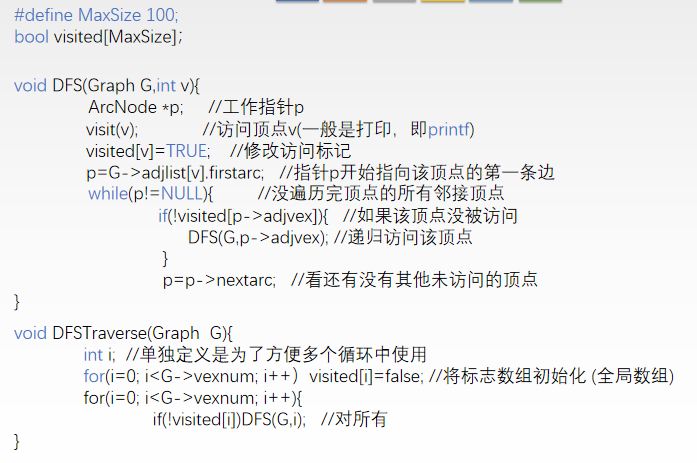 #define MaxSize 100;
bool visited[MaxSize];
void DFS(Graph G,int v){
ArcNode *p; //工作指针p
visit(v); //访问顶点v(一般是打印，即printf)
visited[v]=TRUE; //修改访问标记
p=G->adjlist[v].firstarc; //指针p开始指向该顶点的第一条边
while(p!=NULL){ //没遍历完顶点的所有邻接顶点
if(!visited[p->adjvex]){ //如果该顶点没被访问
DFS(G,p->adjvex); //递归访问该顶点
}
p=p->nextarc; //看还有没有其他未访问的顶点
}
void DFSTraverse(Graph G){
int i; //单独定义是为了方便多个循环中使用
for(i=0; i<G->vexnum; i++）visited[i]=false; //将标志数组初始化 (全局数组)
for(i=0; i<G->vexnum; i++){
if(!visited[i])DFS(G,i); //对所有
}